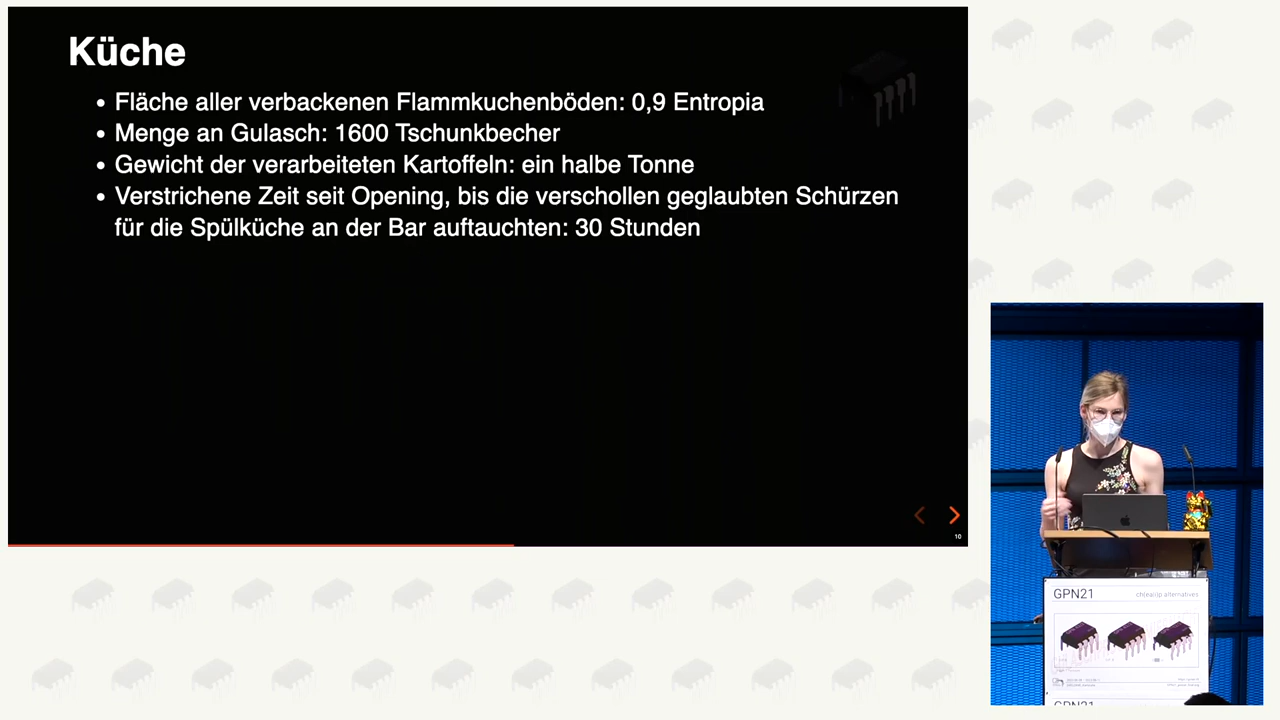 Küche
• Fläche aller verbackenen Flammkuchenböden: 0,9 Entropia
• Menge an Gulasch: 1600 Tschunkbecher
• Gewicht der verarbeiteten Kartoffeln: ein halbe Tonne
• Verstrichene Zeit seit Opening, bis die verschollen geglaubten Schürzen
für die Spülküche an der Bar auftauchten: 30 Stunden
10
GPN21
ch(ea(i)p alternatives
GPN21